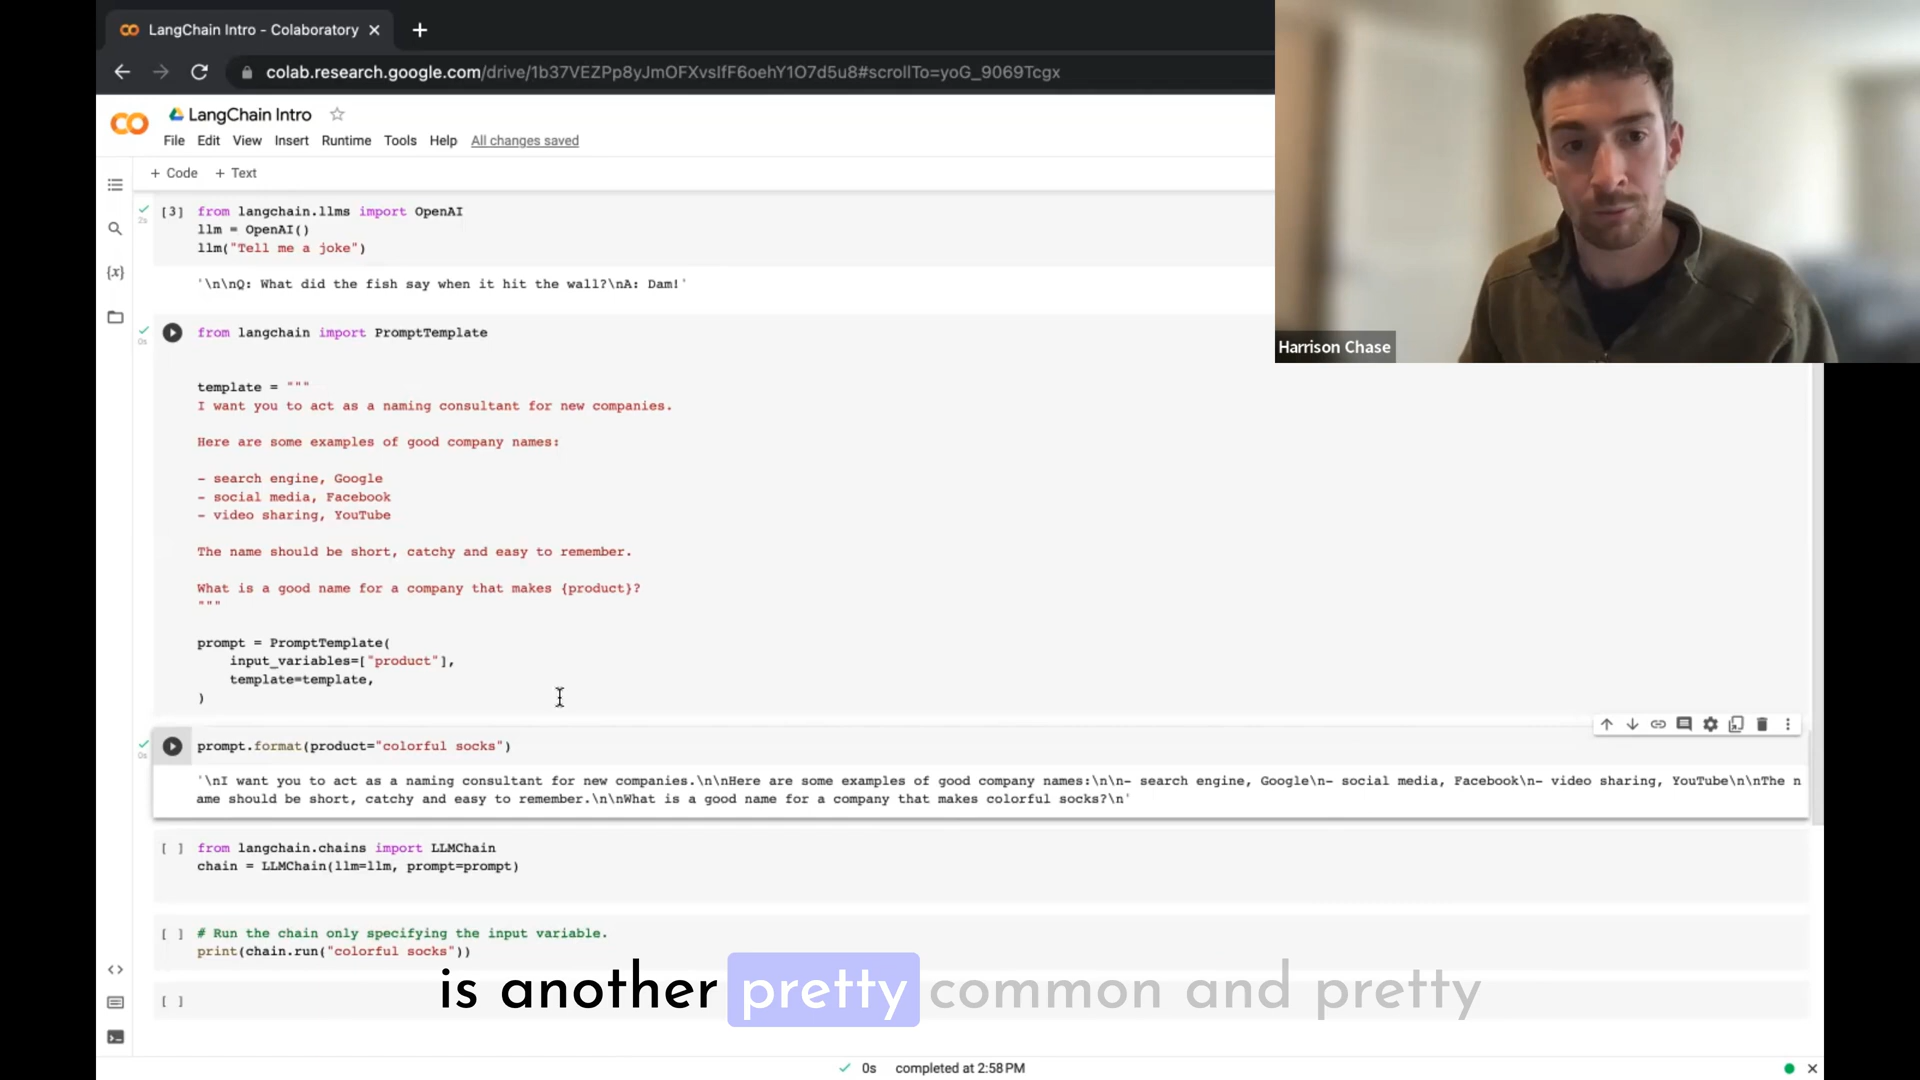 LangChain Intro - Colaboratory
colab.research.google.com/drive/1b37VEZPp8yJmOFXvsIfF6oehY1O7d5u8#scrollTo=yoG_9069Tcgx
LangChain Intro
File Edit View Insert Runtime Tools Help All changes saved
+ Code + Text
[3] from langchain.llms import OpenAI
2s
llm = OpenAI()
llm("Tell me a joke")
'\n\nQ: What did the fish say when it hit the wall?\nA: Dam!'
Harrison Chase
from langchain import PromptTemplate
0s
template = """
I want you to act as a naming consultant for new companies.
Here are some examples of good company names:
- search engine, Google
- social media, Facebook
- video sharing, YouTube
The name should be short, catchy and easy to remember.
What is a good name for a company that makes {product}?
"""
prompt = PromptTemplate(
input_variables=["product"],
template=template,
)
prompt.format(product="colorful socks")
0s
'\nI want you to act as a naming consultant for new companies.\n\nHere are some examples of good company names:\n\n- search engine, Google\n- social media, Facebook\n- video sharing, YouTube\n\nThe n
ame should be short, catchy and easy to remember.\n\nWhat is a good name for a company that makes colorful socks?\n'
[ ] from langchain.chains import LLMChain
chain = LLMChain(llm=llm, prompt=prompt)
[ ] # Run the chain only specifying the input variable.
print(chain.run("colorful socks"))
is another pretty common and pretty
[ ]
0s completed at 2:58 PM